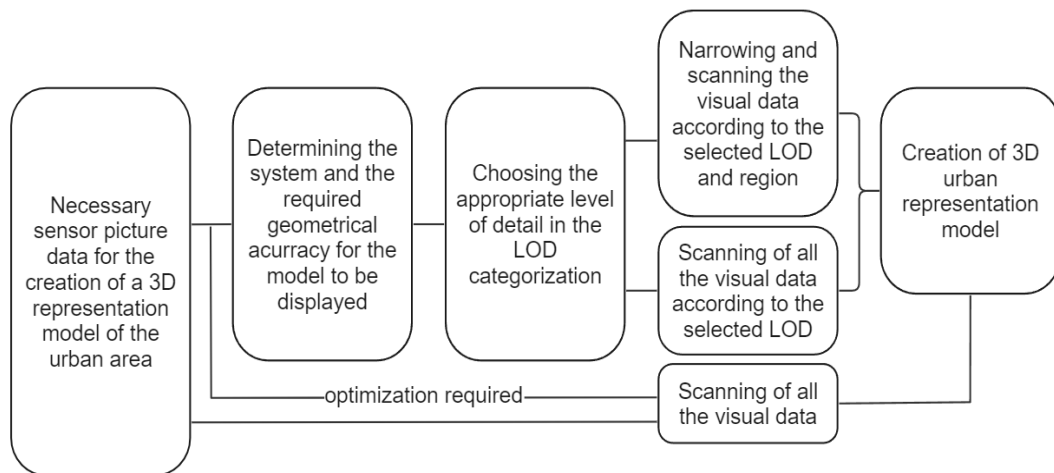 Necessary
sensor picture
data for the
creation of a 3D
representation
model of the
urban area
Determining the
system and the
required
geometrical
acurracy for the
model to be
displayed
Choosing the
appropriate level
of detail in the
LOD
categorization
Narrowing and
scanning the
visual data
according to the
selected LOD
and region
Scanning of all
the visual data
according to the
selected LOD
optimization required
Scanning of all
the visual data
Creation of 3D
urban
representation
model